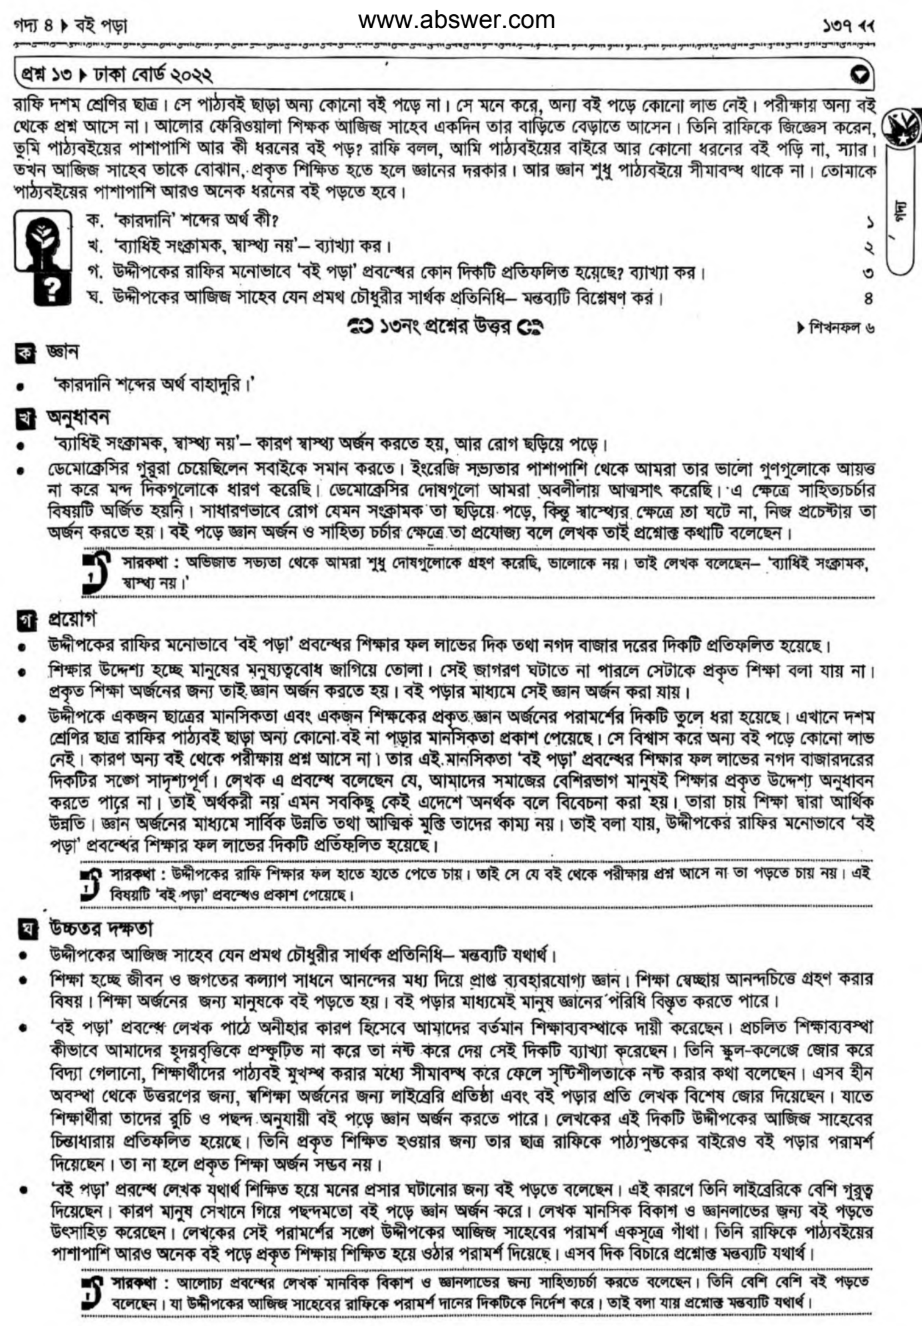 www.abswer.com
গদ্য ৪ ▶ বই পড়া
১৩৭ ◀◀
প্রশ্ন ১৩ ▶ ঢাকা বোর্ড ২০২২
রাফি দশম শ্রেণির ছাত্র। সে পাঠ্যবই ছাড়া অন্য কোনো বই পড়ে না। সে মনে করে, অন্য বই পড়ে কোনো লাভ নেই। পরীক্ষায় অন্য বই
থেকে প্রশ্ন আসে না। আলোর ফেরিওয়ালা শিক্ষক আজিজ সাহেব একদিন তার বাড়িতে বেড়াতে আসেন। তিনি রাফিকে জিজ্ঞেস করেন,
তুমি পাঠ্যবইয়ের পাশাপাশি আর কী ধরনের বই পড়? রাফি বলল, আমি পাঠ্যবইয়ের বাইরে আর কোনো ধরনের বই পড়ি না, স্যার।
তখন আজিজ সাহেব তাকে বোঝান, প্রকৃত শিক্ষিত হতে হলে জ্ঞানের দরকার। আর জ্ঞান শুধু পাঠ্যবইয়ে সীমাবদ্ধ থাকে না। তোমাকে
পাঠ্যবইয়ের পাশাপাশি আরও অনেক ধরনের বই পড়তে হবে।
গদ্য
ক. 'কারদানি' শব্দের অর্থ কী? ১
খ. 'ব্যাধিই সংক্রামক, স্বাস্থ্য নয়'– ব্যাখ্যা কর। ২
গ. উদ্দীপকের রাফির মনোভাবে 'বই পড়া' প্রবন্ধের কোন দিকটি প্রতিফলিত হয়েছে? ব্যাখ্যা কর। ৩
ঘ. উদ্দীপকের আজিজ সাহেব যেন প্রমথ চৌধুরীর সার্থক প্রতিনিধি– মন্তব্যটি বিশ্লেষণ কর। ৪
১৩নং প্রশ্নের উত্তর
▶ শিখনফল ৬
ক জ্ঞান
● 'কারদানি শব্দের অর্থ বাহাদুরি।'
খ অনুধাবন
● 'ব্যাধিই সংক্রামক, স্বাস্থ্য নয়'– কারণ স্বাস্থ্য অর্জন করতে হয়, আর রোগ ছড়িয়ে পড়ে।
● ডেমোক্রেসির গুরুরা চেয়েছিলেন সবাইকে সমান করতে। ইংরেজি সভ্যতার পাশাপাশি থেকে আমরা তার ভালো গুণগুলোকে আয়ত্ত
না করে মন্দ দিকগুলোকে ধারণ করেছি। ডেমোক্রেসির দোষগুলো আমরা অবলীলায় আত্মসাৎ করেছি। এ ক্ষেত্রে সাহিত্যচর্চার
বিষয়টি অর্জিত হয়নি। সাধারণভাবে রোগ যেমন সংক্রামক তা ছড়িয়ে পড়ে, কিন্তু স্বাস্থ্যের ক্ষেত্রে তা ঘটে না, নিজ প্রচেষ্টায় তা
অর্জন করতে হয়। বই পড়ে জ্ঞান অর্জন ও সাহিত্য চর্চার ক্ষেত্রে তা প্রযোজ্য বলে লেখক তাই প্রশ্নোক্ত কথাটি বলেছেন।
সারকথা : অভিজাত সভ্যতা থেকে আমরা শুধু দোষগুলোকে গ্রহণ করেছি, ভালোকে নয়। তাই লেখক বলেছেন– 'ব্যাধিই সংক্রামক,
স্বাস্থ্য নয়।'
গ প্রয়োগ
● উদ্দীপকের রাফির মনোভাবে 'বই পড়া' প্রবন্ধের শিক্ষার ফল লাভের দিক তথা নগদ বাজার দরের দিকটি প্রতিফলিত হয়েছে।
● শিক্ষার উদ্দেশ্য হচ্ছে মানুষের মনুষ্যত্ববোধ জাগিয়ে তোলা। সেই জাগরণ ঘটাতে না পারলে সেটাকে প্রকৃত শিক্ষা বলা যায় না।
প্রকৃত শিক্ষা অর্জনের জন্য তাই জ্ঞান অর্জন করতে হয়। বই পড়ার মাধ্যমে সেই জ্ঞান অর্জন করা যায়।
● উদ্দীপকে একজন ছাত্রের মানসিকতা এবং একজন শিক্ষকের প্রকৃত জ্ঞান অর্জনের পরামর্শের দিকটি তুলে ধরা হয়েছে। এখানে দশম
শ্রেণির ছাত্র রাফির পাঠ্যবই ছাড়া অন্য কোনো বই না পড়ার মানসিকতা প্রকাশ পেয়েছে। সে বিশ্বাস করে অন্য বই পড়ে কোনো লাভ
নেই। কারণ অন্য বই থেকে পরীক্ষায় প্রশ্ন আসে না। তার এই মানসিকতা 'বই পড়া' প্রবন্ধের শিক্ষার ফল লাভের নগদ বাজারদরের
দিকটির সঙ্গে সাদৃশ্যপূর্ণ। লেখক এ প্রবন্ধে বলেছেন যে, আমাদের সমাজের বেশিরভাগ মানুষই শিক্ষার প্রকৃত উদ্দেশ্য অনুধাবন
করতে পারে না। তাই অর্থকরী নয় এমন সবকিছু কেই এদেশে অনর্থক বলে বিবেচনা করা হয়। তারা চায় শিক্ষা দ্বারা আর্থিক
উন্নতি। জ্ঞান অর্জনের মাধ্যমে সার্বিক উন্নতি তথা আত্মিক মুক্তি তাদের কাম্য নয়। তাই বলা যায়, উদ্দীপকের রাফির মনোভাবে 'বই
পড়া' প্রবন্ধের শিক্ষার ফল লাভের দিকটি প্রতিফলিত হয়েছে।
সারকথা : উদ্দীপকের রাফি শিক্ষার ফল হাতে হাতে পেতে চায়। তাই সে যে বই থেকে পরীক্ষায় প্রশ্ন আসে না তা পড়তে চায় নয়। এই
বিষয়টি 'বই পড়া' প্রবন্ধেও প্রকাশ পেয়েছে।
ঘ উচ্চতর দক্ষতা
● উদ্দীপকের আজিজ সাহেব যেন প্রমথ চৌধুরীর সার্থক প্রতিনিধি– মন্তব্যটি যথার্থ।
● শিক্ষা হচ্ছে জীবন ও জগতের কল্যাণ সাধনে আনন্দের মধ্য দিয়ে প্রাপ্ত ব্যবহারযোগ্য জ্ঞান। শিক্ষা স্বেচ্ছায় আনন্দচিত্তে গ্রহণ করার
বিষয়। শিক্ষা অর্জনের জন্য মানুষকে বই পড়তে হয়। বই পড়ার মাধ্যমেই মানুষ জ্ঞানের পরিধি বিস্তৃত করতে পারে।
● 'বই পড়া' প্রবন্ধে লেখক পাঠে অনীহার কারণ হিসেবে আমাদের বর্তমান শিক্ষাব্যবস্থাকে দায়ী করেছেন। প্রচলিত শিক্ষাব্যবস্থা
কীভাবে আমাদের হৃদয়বৃত্তিকে প্রস্ফুটিত না করে তা নষ্ট করে দেয় সেই দিকটি ব্যাখ্যা করেছেন। তিনি স্কুল-কলেজে জোর করে
বিদ্যা গেলানো, শিক্ষার্থীদের পাঠ্যবই মুখস্থ করার মধ্যে সীমাবদ্ধ করে ফেলে সৃষ্টিশীলতাকে নষ্ট করার কথা বলেছেন। এসব হীন
অবস্থা থেকে উত্তরণের জন্য, স্বশিক্ষা অর্জনের জন্য লাইব্রেরি প্রতিষ্ঠা এবং বই পড়ার প্রতি লেখক বিশেষ জোর দিয়েছেন। যাতে
শিক্ষার্থীরা তাদের রুচি ও পছন্দ অনুযায়ী বই পড়ে জ্ঞান অর্জন করতে পারে। লেখকের এই দিকটি উদ্দীপকের আজিজ সাহেবের
চিন্তাধারায় প্রতিফলিত হয়েছে। তিনি প্রকৃত শিক্ষিত হওয়ার জন্য তার ছাত্র রাফিকে পাঠ্যপুস্তকের বাইরেও বই পড়ার পরামর্শ
দিয়েছেন। তা না হলে প্রকৃত শিক্ষা অর্জন সম্ভব নয়।
● 'বই পড়া' প্রবন্ধে লেখক যথার্থ শিক্ষিত হয়ে মনের প্রসার ঘটানোর জন্য বই পড়তে বলেছেন। এই কারণে তিনি লাইব্রেরিকে বেশি গুরুত্ব
দিয়েছেন। কারণ মানুষ সেখানে গিয়ে পছন্দমতো বই পড়ে জ্ঞান অর্জন করে। লেখক মানসিক বিকাশ ও জ্ঞানলাভের জন্য বই পড়তে
উৎসাহিত করেছেন। লেখকের সেই পরামর্শের সঙ্গে উদ্দীপকের আজিজ সাহেবের পরামর্শ একসূত্রে গাঁথা। তিনি রাফিকে পাঠ্যবইয়ের
পাশাপাশি আরও অনেক বই পড়ে প্রকৃত শিক্ষায় শিক্ষিত হয়ে ওঠার পরামর্শ দিয়েছে। এসব দিক বিচারে প্রশ্নোক্ত মন্তব্যটি যথার্থ।
সারকথা : আলোচ্য প্রবন্ধের লেখক মানবিক বিকাশ ও জ্ঞানলাভের জন্য সাহিত্যচর্চা করতে বলেছেন। তিনি বেশি বেশি বই পড়তে
বলেছেন। যা উদ্দীপকের আজিজ সাহেবের রাফিকে পরামর্শ দানের দিকটিকে নির্দেশ করে। তাই বলা যায় প্রশ্নোক্ত মন্তব্যটি যথার্থ।